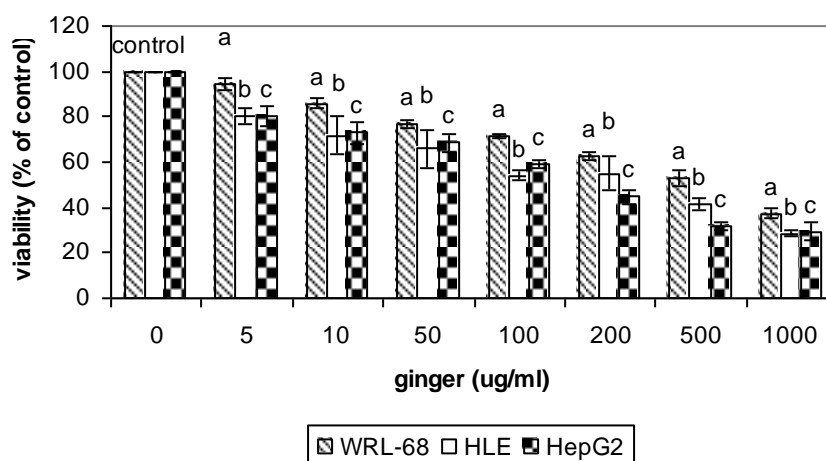 120
control a
100
a
b c
80
b c
a b
c
a
b c
60
a b
c
a
b
c
40
a
b c
20
0
viability (% of control)
0 5 10 50 100 200 500 1000
ginger (ug/ml)
WRL-68 HLE HepG2